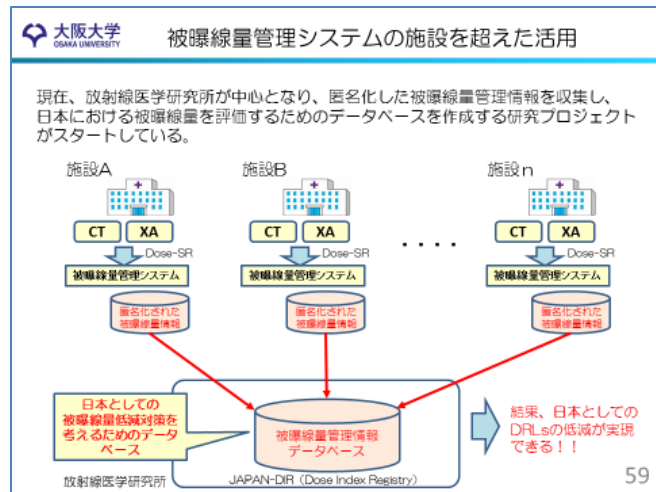 大阪大学
OSAKA UNIVERSITY
被曝線量管理システムの施設を超えた活用
現在、放射線医学研究所が中心となり、匿名化した被曝線量管理情報を収集し、
日本における被曝線量を評価するためのデータベースを作成する研究プロジェクト
がスタートしている。
施設A
施設B
施設n
CT
XA
CT
XA
・・・・
CT
XA
Dose-SR
Dose-SR
Dose-SR
被曝線量管理システム
被曝線量管理システム
被曝線量管理システム
匿名化された
被曝線量情報
匿名化された
被曝線量情報
匿名化された
被曝線量情報
日本としての
被曝線量低減対策を
考えるためのデータ
ベース
被曝線量管理情報
データベース
結果、日本としての
DRLsの低減が実現
できる！！
放射線医学研究所
JAPAN-DIR (Dose Index Registry)
59